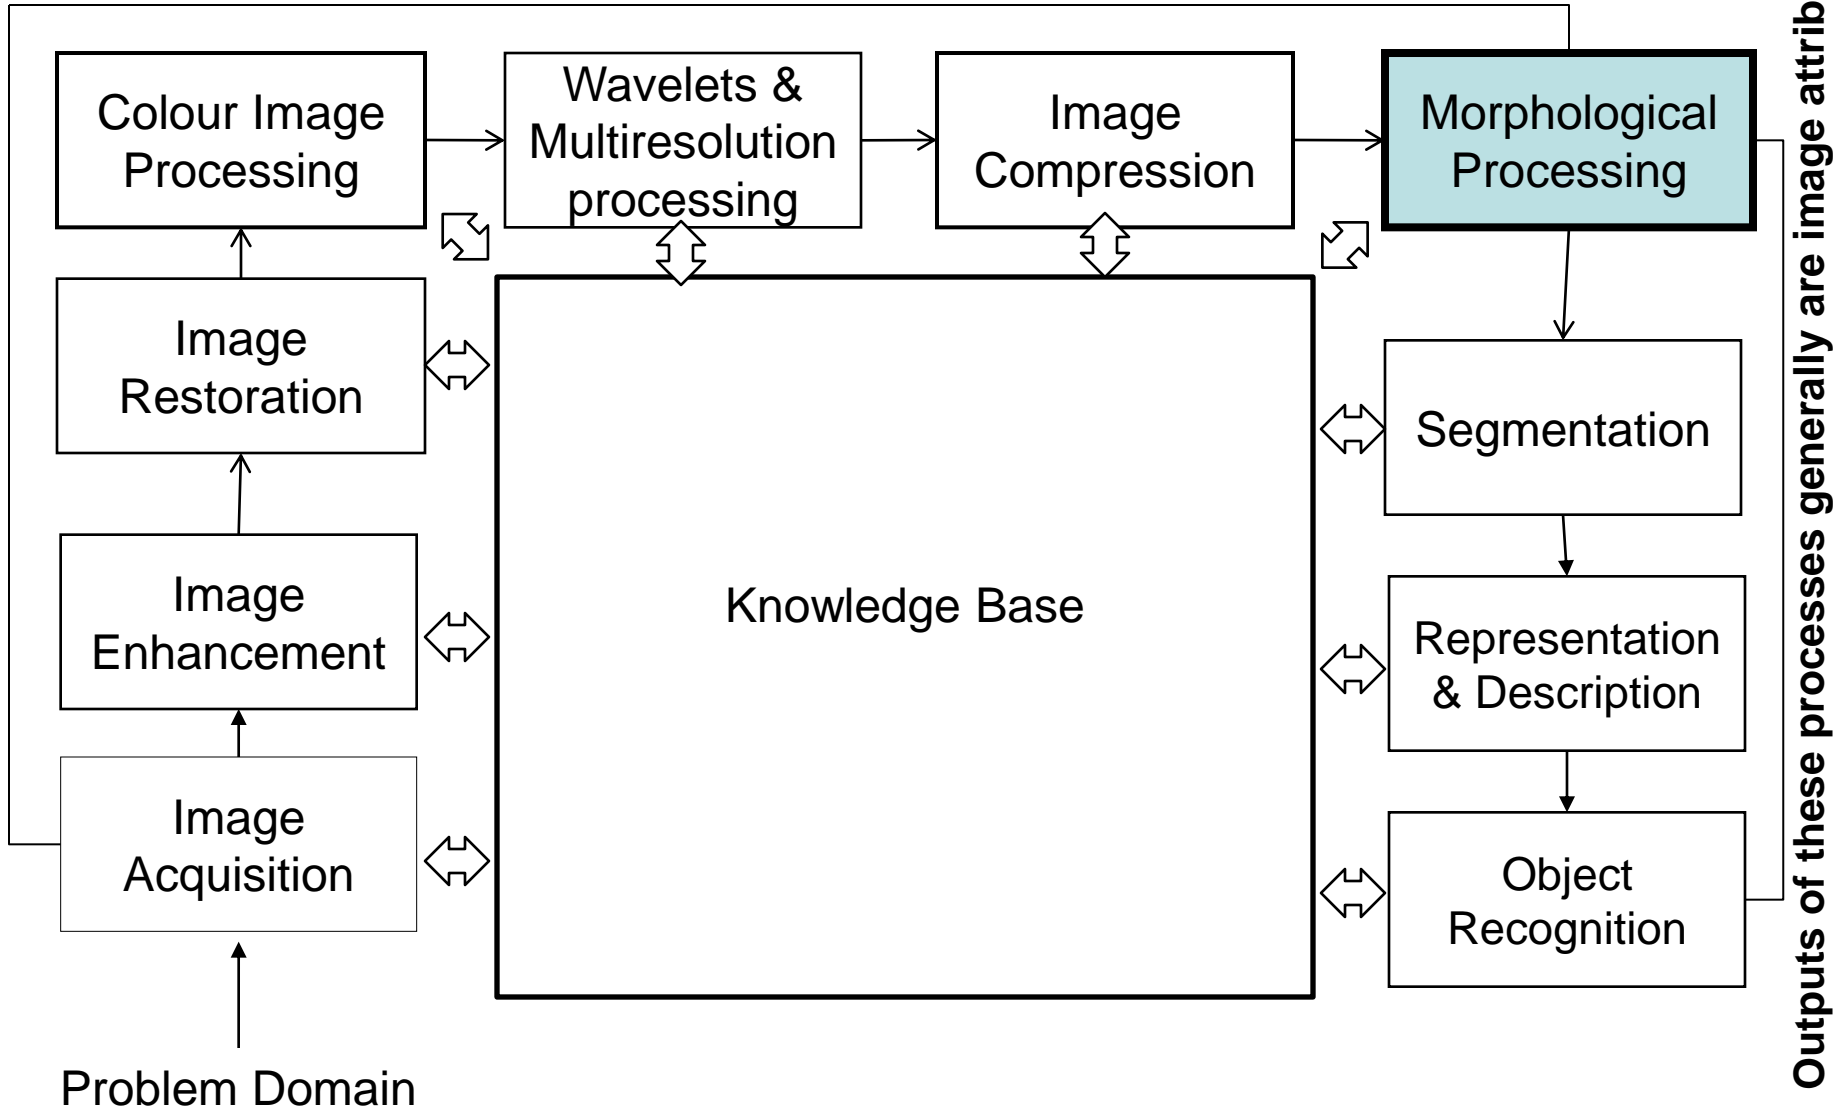 Colour Image
Processing
Wavelets &
Multiresolution
processing
Image
Compression
Morphological
Processing
Image
Restoration
Segmentation
Image
Enhancement
Knowledge Base
Representation
& Description
Image
Acquisition
Object
Recognition
Problem Domain
Outputs of these processes generally are image attrib